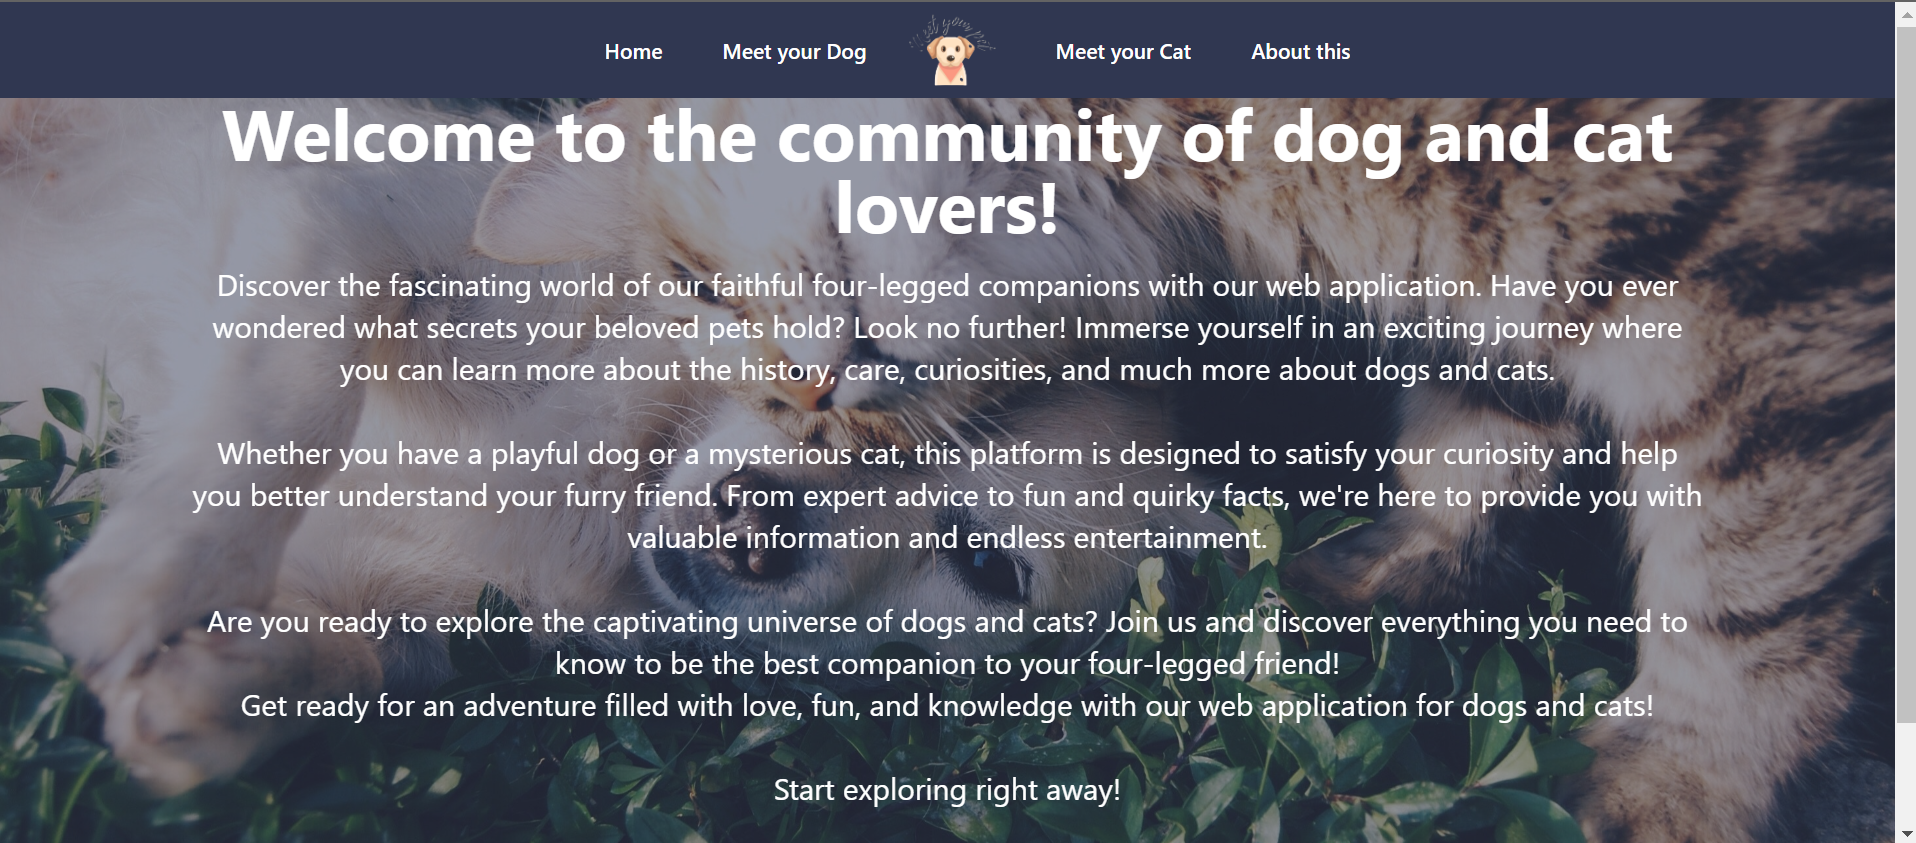 Home Meet your Dog Meet your Cat About this
Welcome to the community of dog and cat
lovers!
Discover the fascinating world of our faithful four-legged companions with our web application. Have you ever
wondered what secrets your beloved pets hold? Look no further! Immerse yourself in an exciting journey where
you can learn more about the history, care, curiosities, and much more about dogs and cats.
Whether you have a playful dog or a mysterious cat, this platform is designed to satisfy your curiosity and help
you better understand your furry friend. From expert advice to fun and quirky facts, we're here to provide you with
valuable information and endless entertainment.
Are you ready to explore the captivating universe of dogs and cats? Join us and discover everything you need to
know to be the best companion to your four-legged friend!
Get ready for an adventure filled with love, fun, and knowledge with our web application for dogs and cats!
Start exploring right away!